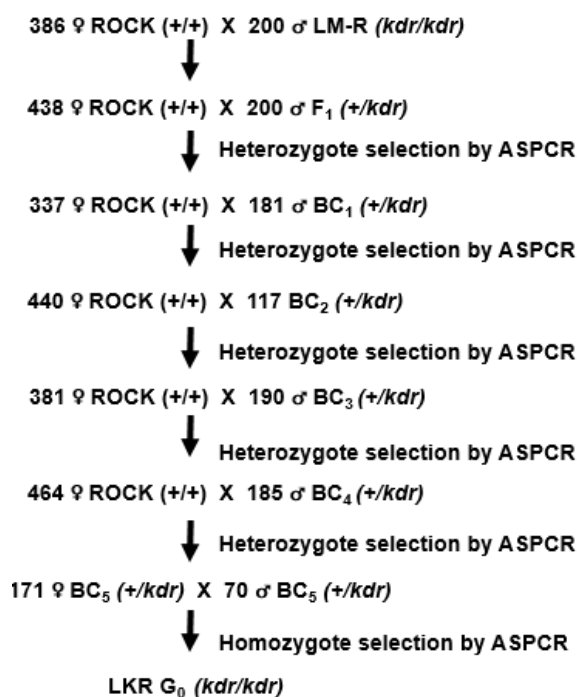 386 ♀ ROCK (+/+) X 200 ♂ LM-R (kdr/kdr)
438 ♀ ROCK (+/+) X 200 ♂ F₁ (+/kdr)
Heterozygote selection by ASPCR
337 ♀ ROCK (+/+) X 181 ♂ BC₁ (+/kdr)
Heterozygote selection by ASPCR
440 ♀ ROCK (+/+) X 117 BC₂ (+/kdr)
Heterozygote selection by ASPCR
381 ♀ ROCK (+/+) X 190 ♂ BC₃ (+/kdr)
Heterozygote selection by ASPCR
464 ♀ ROCK (+/+) X 185 ♂ BC₄ (+/kdr)
Heterozygote selection by ASPCR
171 ♀ BC₅ (+/kdr) X 70 ♂ BC₅ (+/kdr)
Homozygote selection by ASPCR
LKR G₀ (kdr/kdr)